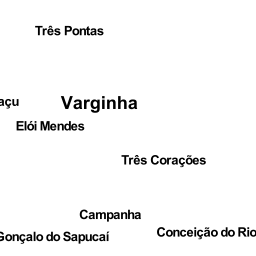 Três Pontas
açu
Varginha
Elói Mendes
Três Corações
Campanha
Conceição do Rio
Gonçalo do Sapucaí